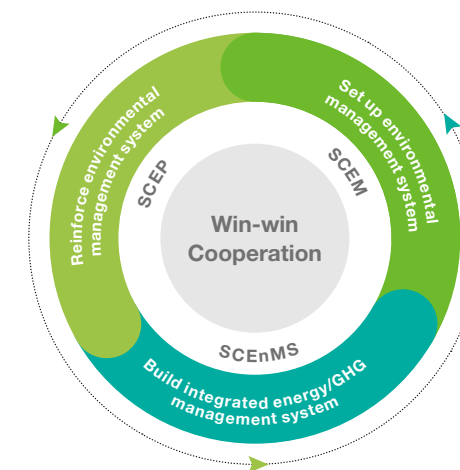 Reinforce environmental
management system
Set up environmental
management system
SCEP
SCEM
Win-win
Cooperation
SCEnMS
Build integrated energy/GHG
management system